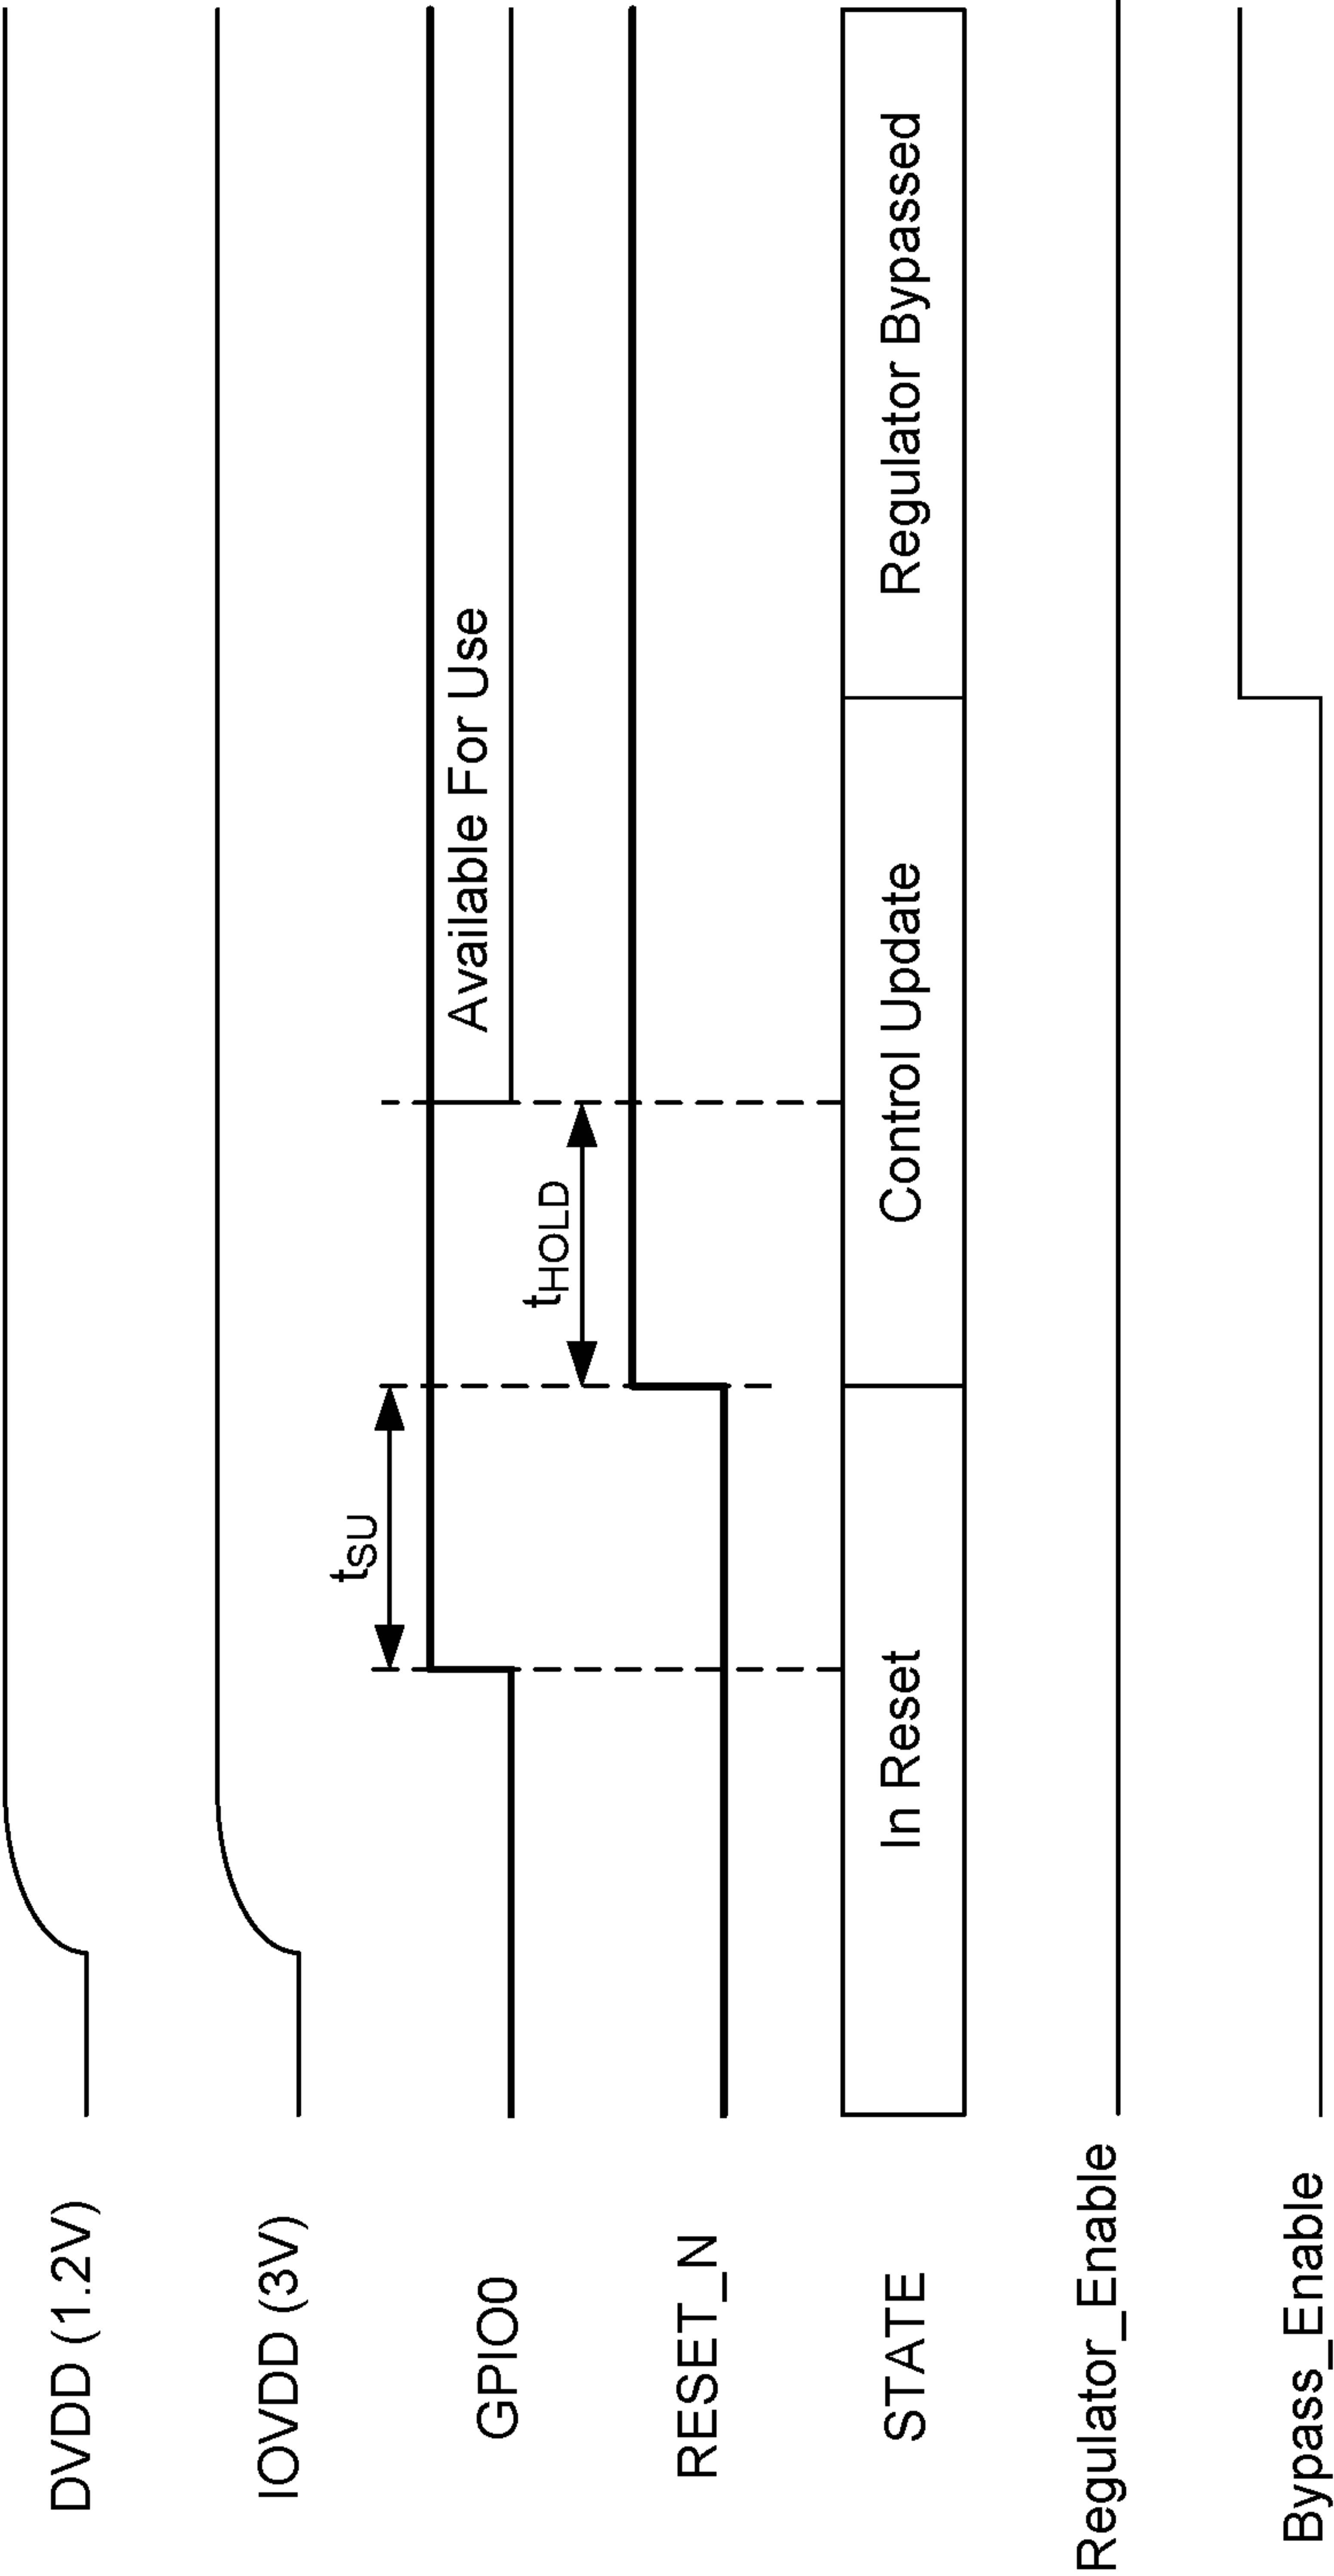 DVDD (1.2V)
IOVDD (3V)
tSU
GPIO0
Available For Use
tHOLD
RESET_N
STATE
In Reset
Control Update
Regulator Bypassed
Regulator_Enable
Bypass_Enable